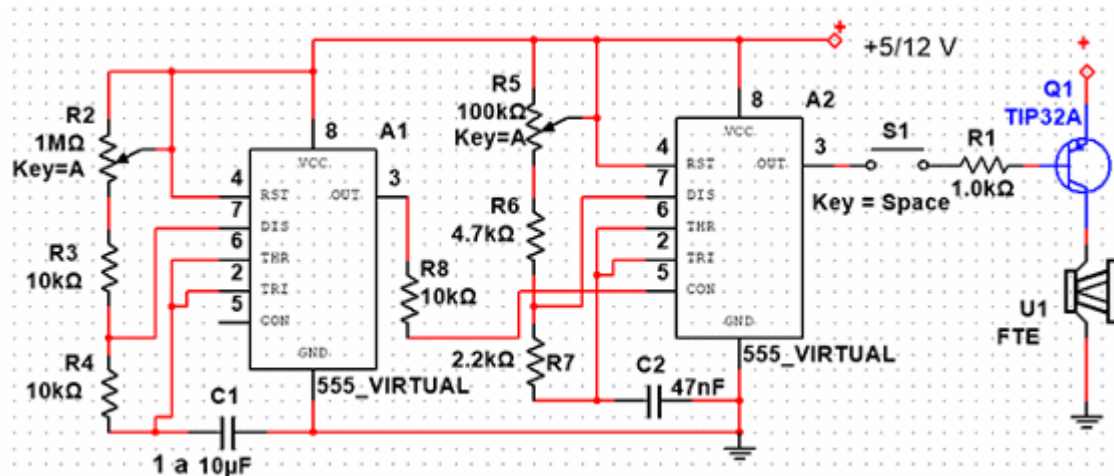 +5/12 V
R2
1MΩ
Key=A
R3
10kΩ
R4
10kΩ
C1
1 a 10µF
A1
8
VCC
4
RST
OUT
3
7
DIS
6
THR
2
TRI
5
CON
GND
555_VIRTUAL
R8
10kΩ
R5
100kΩ
Key=A
R6
4.7kΩ
2.2kΩ
R7
C2
47nF
A2
8
VCC
4
RST
OUT
3
7
DIS
6
THR
2
TRI
5
CON
GND
555_VIRTUAL
S1
Key = Space
R1
1.0kΩ
+
+
Q1
TIP32A
U1
FTE